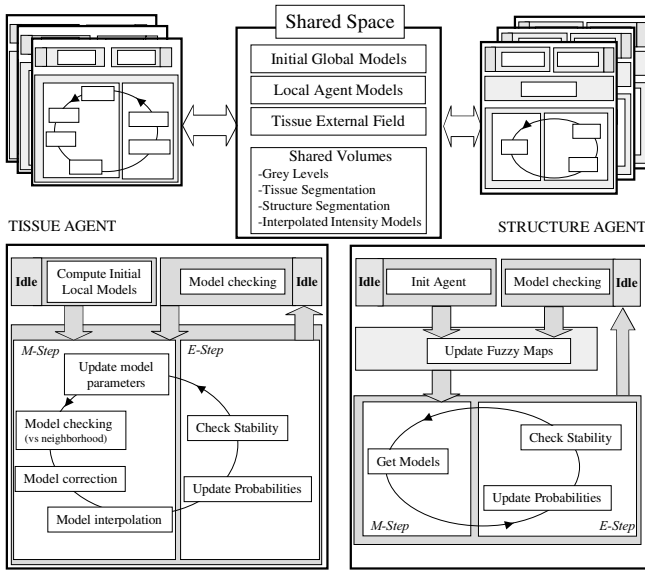 Shared Space
Initial Global Models
Local Agent Models
Tissue External Field
Shared Volumes
-Grey Levels
-Tissue Segmentation
-Structure Segmentation
-Interpolated Intensity Models
TISSUE AGENT
STRUCTURE AGENT
Idle
Compute Initial
Local Models
Model checking
Idle
M-Step
E-Step
Update model
parameters
Model checking
(vs neighborhood)
Check Stability
Model correction
Update Probabilities
Model interpolation
Idle
Init Agent
Model checking
Idle
Update Fuzzy Maps
Check Stability
Get Models
Update Probabilities
M-Step
E-Step